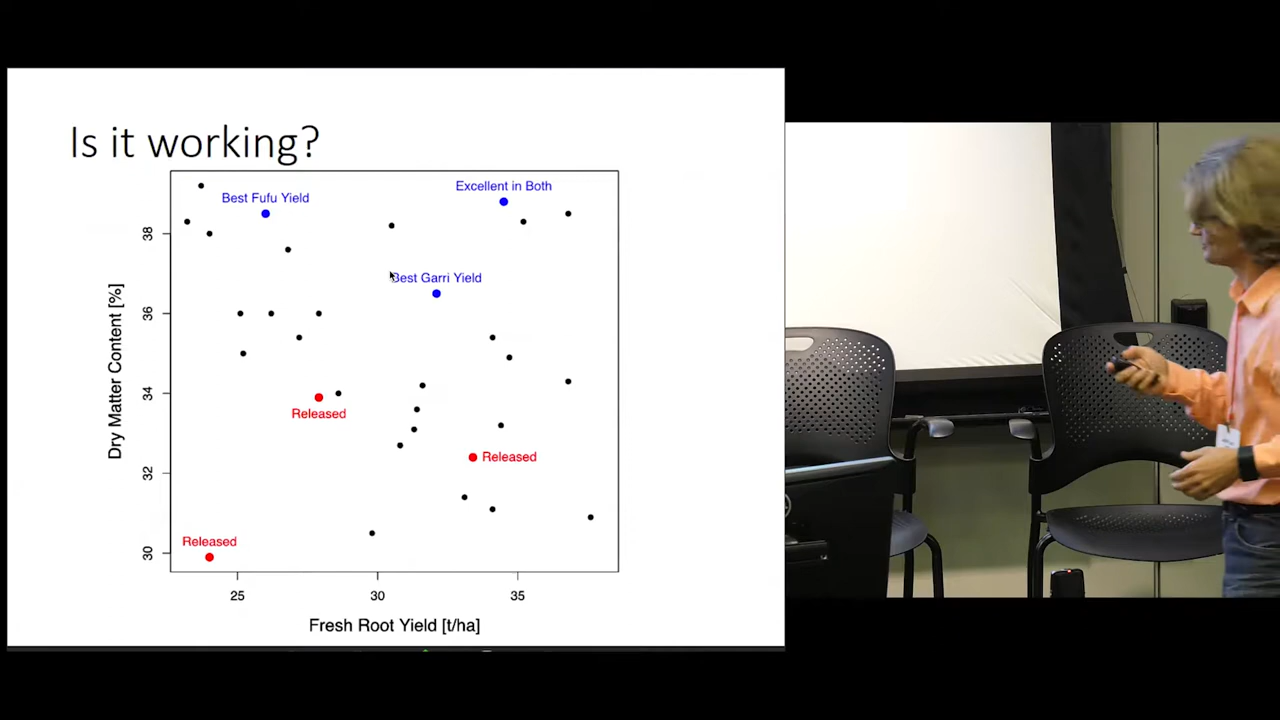 Is it working?
Excellent in Both
Best Fufu Yield
Best Garri Yield
Released
Released
Released
38
36
34
32
30
25
30
35
Dry Matter Content [%]
Fresh Root Yield [t/ha]